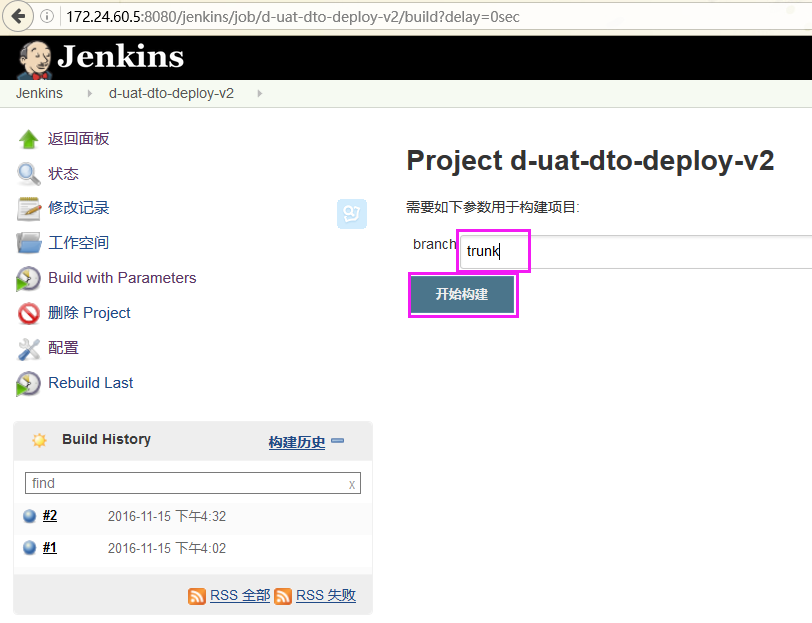 172.24.60.5:8080/jenkins/job/d-uat-dto-deploy-v2/build?delay=0sec
Jenkins
Jenkins d-uat-dto-deploy-v2
返回面板
状态
修改记录
工作空间
Build with Parameters
删除 Project
配置
Rebuild Last
Build History 构建历史
find x
#2 2016-11-15 下午4:32
#1 2016-11-15 下午4:02
RSS 全部 RSS 失败
Project d-uat-dto-deploy-v2
需要如下参数用于构建项目:
branch trunk
开始构建